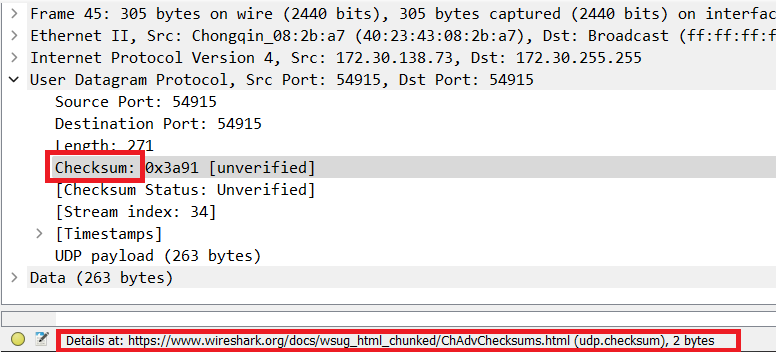 Frame 45: 305 bytes on wire (2440 bits), 305 bytes captured (2440 bits) on interfac
Ethernet II, Src: Chongqin_08:2b:a7 (40:23:43:08:2b:a7), Dst: Broadcast (ff:ff:ff:f
Internet Protocol Version 4, Src: 172.30.138.73, Dst: 172.30.255.255
User Datagram Protocol, Src Port: 54915, Dst Port: 54915
Source Port: 54915
Destination Port: 54915
Length: 271
Checksum: 0x3a91 [unverified]
[Checksum Status: Unverified]
[Stream index: 34]
[Timestamps]
UDP payload (263 bytes)
Data (263 bytes)
Details at: https://www.wireshark.org/docs/wsug_html_chunked/ChAdvChecksums.html (udp.checksum), 2 bytes